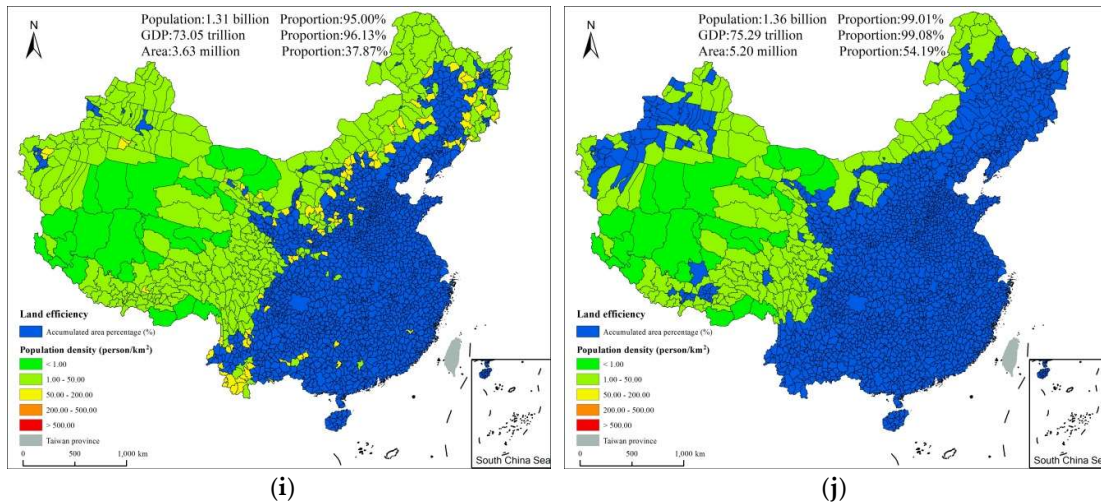 N
Population:1.31 billion Proportion:95.00%
GDP:73.05 trillion Proportion:96.13%
Area:3.63 million Proportion:37.87%
Land efficiency
Accumulated area percentage (%)
Population density (person/km²)
< 1.00
1.00 - 50.00
50.00 - 200.00
200.00 - 500.00
> 500.00
Taiwan province
0 500 1,000 km
South China Sea
(i)
N
Population:1.36 billion Proportion:99.01%
GDP:75.29 trillion Proportion:99.08%
Area:5.20 million Proportion:54.19%
Land efficiency
Accumulated area percentage (%)
Population density (person/km²)
< 1.00
1.00 - 50.00
50.00 - 200.00
200.00 - 500.00
> 500.00
Taiwan province
0 500 1,000 km
South China Sea
(j)